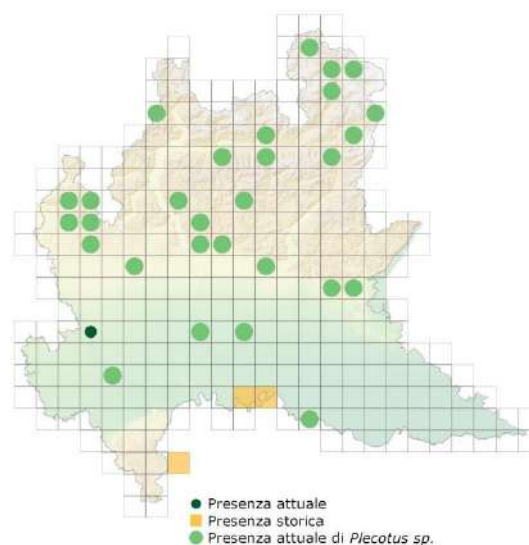 Presenza attuale
Presenza storica
Presenza attuale di Plecotus sp.